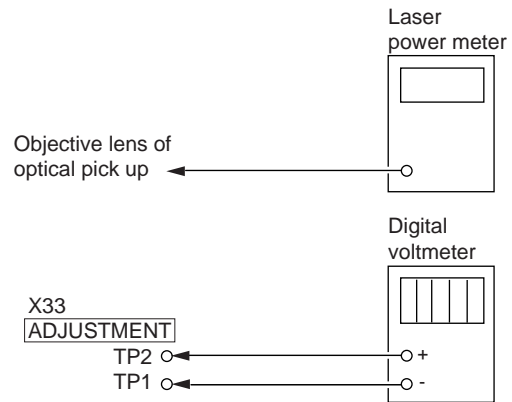 Laser
power meter
Objective lens of
optical pick up
Digital
voltmeter
X33
ADJUSTMENT
TP2
+
TP1
-